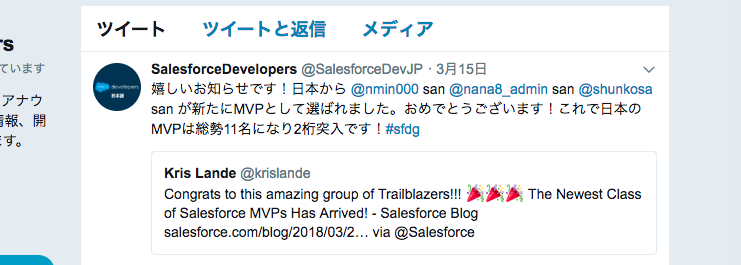 ツイート ツイートと返信 メディア
SalesforceDevelopers @SalesforceDevJP · 3月15日
嬉しいお知らせです！日本から @nmin000 san @nana8_admin san @shunkosa
san が新たにMVPとして選ばれました。おめでとうございます！これで日本の
MVPは総勢11名になり2桁突入です！#sfdg
Kris Lande @krislande
Congrats to this amazing group of Trailblazers!!! 🎉🎉🎉 The Newest Class
of Salesforce MVPs Has Arrived! - Salesforce Blog
salesforce.com/blog/2018/03/2… via @Salesforce
rs
ています
アナウ
情報、開
ます。
developers
日本語